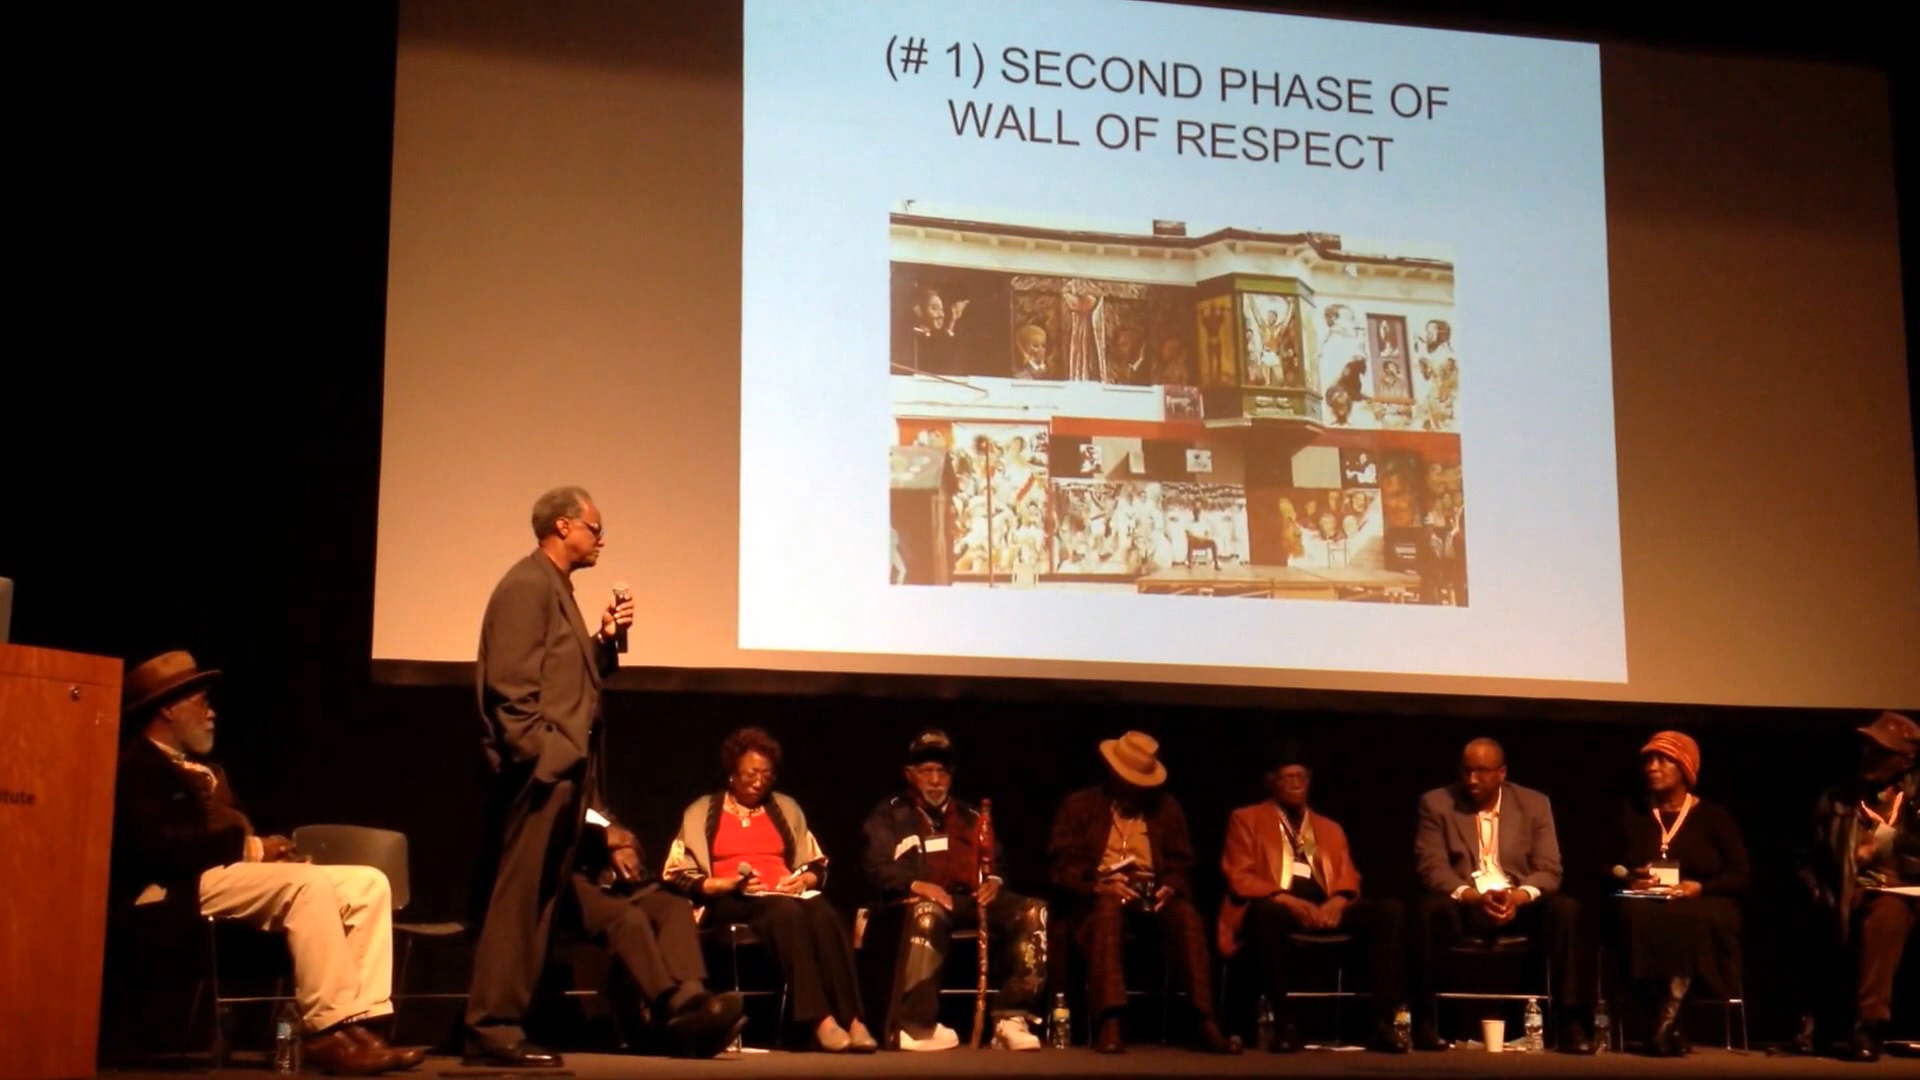 (# 1) SECOND PHASE OF
WALL OF RESPECT